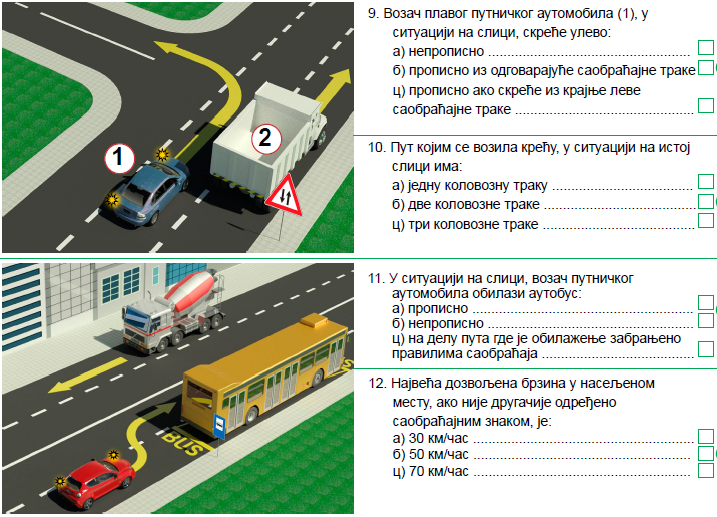 1
2
9. Возач плавог путничког аутомобила (1), у
ситуацији на слици, скреће улево:
а) непрописно
б) прописно из одговарајуће саобраћајне траке
ц) прописно ако скреће из крајње леве
саобраћајне траке
10. Пут којим се возила крећу, у ситуацији на истој
слици има:
а) једну коловозну траку
б) две коловозне траке
ц) три коловозне траке
BUS
11. У ситуацији на слици, возач путничког
аутомобила обилази аутобус:
а) прописно
б) непрописно
ц) на делу пута где је обилажење забрањено
правилима саобраћаја
12. Највећа дозвољена брзина у насељеном
месту, ако није другачије одређено
саобраћајним знаком, је:
а) 30 км/час
б) 50 км/час
ц) 70 км/час